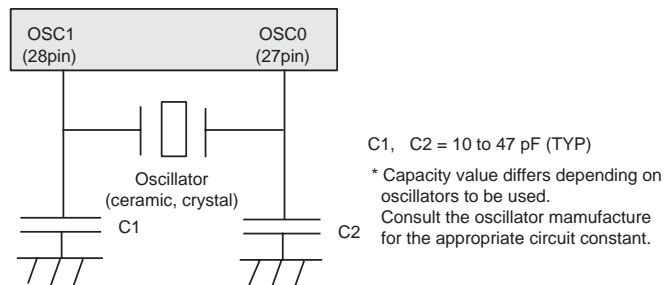 OSC1
(28pin)
OSC0
(27pin)
Oscillator
(ceramic, crystal)
C1
C2
C1, C2 = 10 to 47 pF (TYP)
* Capacity value differs depending on
oscillators to be used.
Consult the oscillator mamufacture
for the appropriate circuit constant.